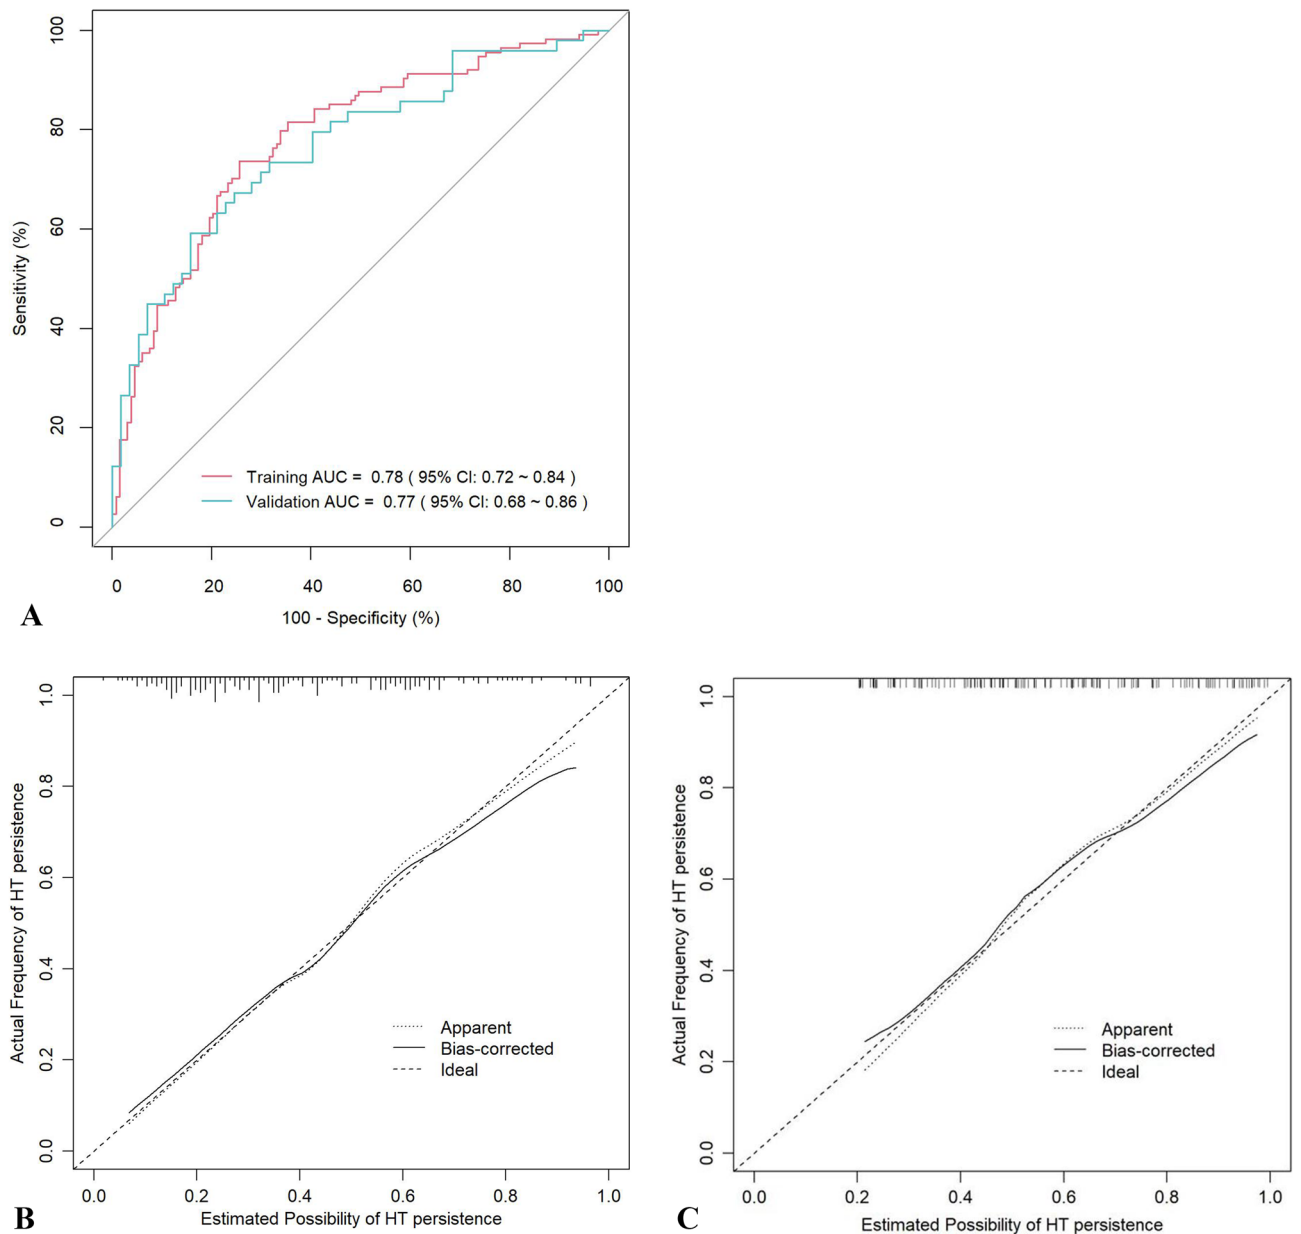 100
80
60
40
20
0
Sensitivity (%)
Training AUC = 0.78 ( 95% CI: 0.72 ~ 0.84 )
Validation AUC = 0.77 ( 95% CI: 0.68 ~ 0.86 )
0 20 40 60 80 100
100 - Specificity (%)
A
1.0
0.8
0.6
0.4
0.2
0.0
Actual Frequency of HT persistence
Apparent
Bias-corrected
Ideal
0.0 0.2 0.4 0.6 0.8 1.0
Estimated Possibility of HT persistence
B
1.0
0.8
0.6
0.4
0.2
0.0
Actual Frequency of HT persistence
Apparent
Bias-corrected
Ideal
0.0 0.2 0.4 0.6 0.8 1.0
Estimated Possibility of HT persistence
C